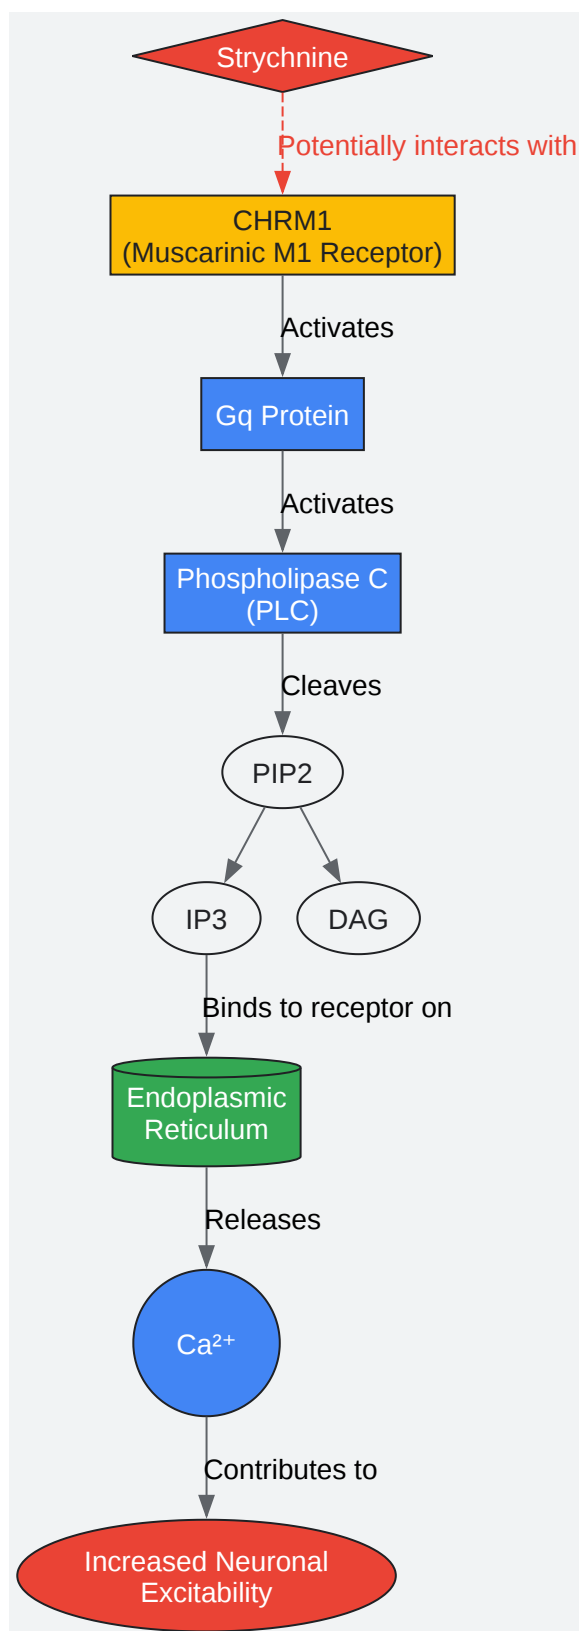 Strychnine
Potentially interacts with
CHRM1
(Muscarinic M1 Receptor)
Activates
Gq Protein
Activates
Phospholipase C
(PLC)
Cleaves
PIP2
IP3
DAG
Binds to receptor on
Endoplasmic
Reticulum
Releases
Ca²⁺
Contributes to
Increased Neuronal
Excitability